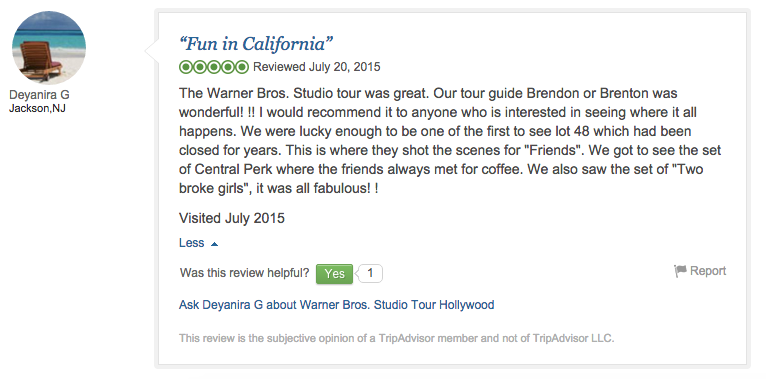 “Fun in California”
Reviewed July 20, 2015
Deyanira G
Jackson,NJ
The Warner Bros. Studio tour was great. Our tour guide Brendon or Brenton was
wonderful! !! I would recommend it to anyone who is interested in seeing where it all
happens. We were lucky enough to be one of the first to see lot 48 which had been
closed for years. This is where they shot the scenes for "Friends". We got to see the set
of Central Perk where the friends always met for coffee. We also saw the set of "Two
broke girls", it was all fabulous! !
Visited July 2015
Less
Was this review helpful? Yes 1
Report
Ask Deyanira G about Warner Bros. Studio Tour Hollywood
This review is the subjective opinion of a TripAdvisor member and not of TripAdvisor LLC.